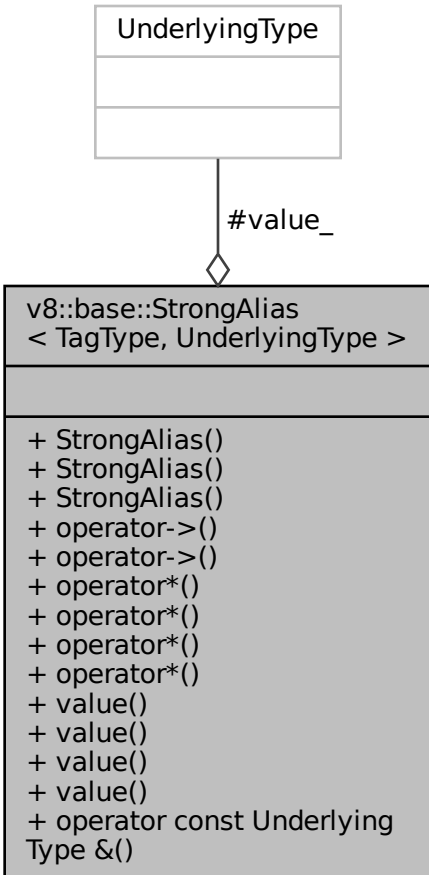 UnderlyingType
#value_
v8::base::StrongAlias
< TagType, UnderlyingType >
+ StrongAlias()
+ StrongAlias()
+ StrongAlias()
+ operator->()
+ operator->()
+ operator*()
+ operator*()
+ operator*()
+ operator*()
+ value()
+ value()
+ value()
+ value()
+ operator const Underlying
Type &()